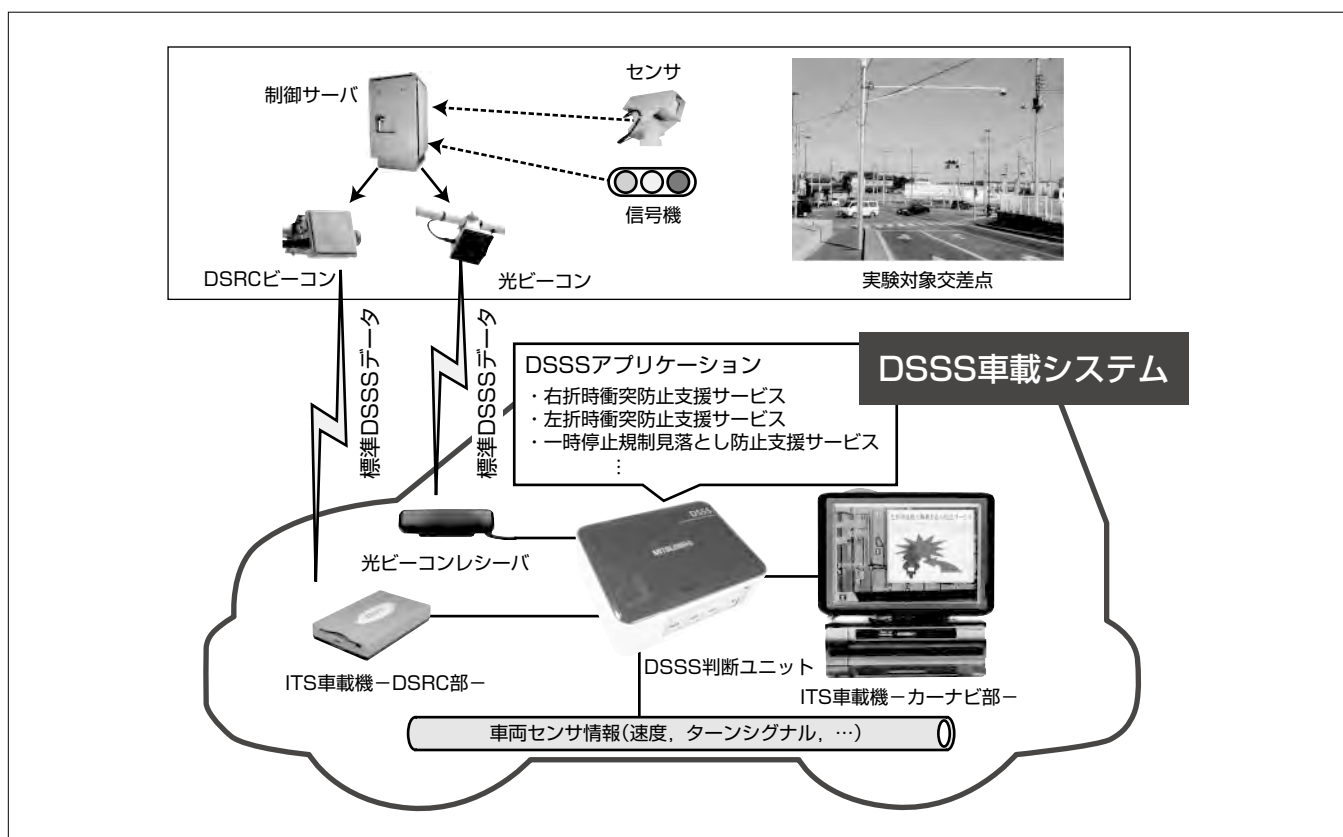 制御サーバ
センサ
信号機
DSRCビーコン
光ビーコン
実験対象交差点
標準DSSSデータ
標準DSSSデータ
DSSSアプリケーション
・右折時衝突防止支援サービス
・左折時衝突防止支援サービス
・一時停止規制見落とし防止支援サービス
…
DSSS車載システム
DSSS
MITSUBISHI
光ビーコンレシーバ
ITS車載機－DSRC部－
DSSS判断ユニット
ITS車載機－カーナビ部－
車両センサ情報(速度，ターンシグナル，…)